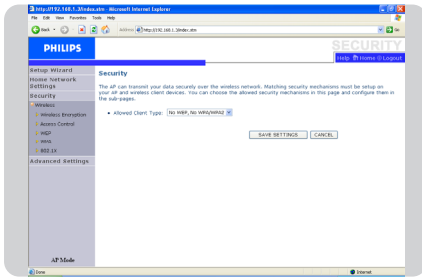 http://192.168.1.3/index.stm - Microsoft Internet Explorer
File Edit View Favorites Tools Help
Back
Address http://192.168.1.3/index.stm
Go
PHILIPS
SECURITY
Help Home Logout
Setup Wizard
Home Network Settings
Security
Wireless
Wireless Encryption
Access Control
WEP
WPA
802.1X
Advanced Settings
AP Mode
Security
The AP can transmit your data securely over the wireless network. Matching security mechanisms must be setup on
your AP and wireless client devices. You can choose the allowed security mechanisms in this page and configure them in
the sub-pages.
Allowed Client Type: No WEP, No WPA/WPA2
SAVE SETTINGS CANCEL
Done
Internet